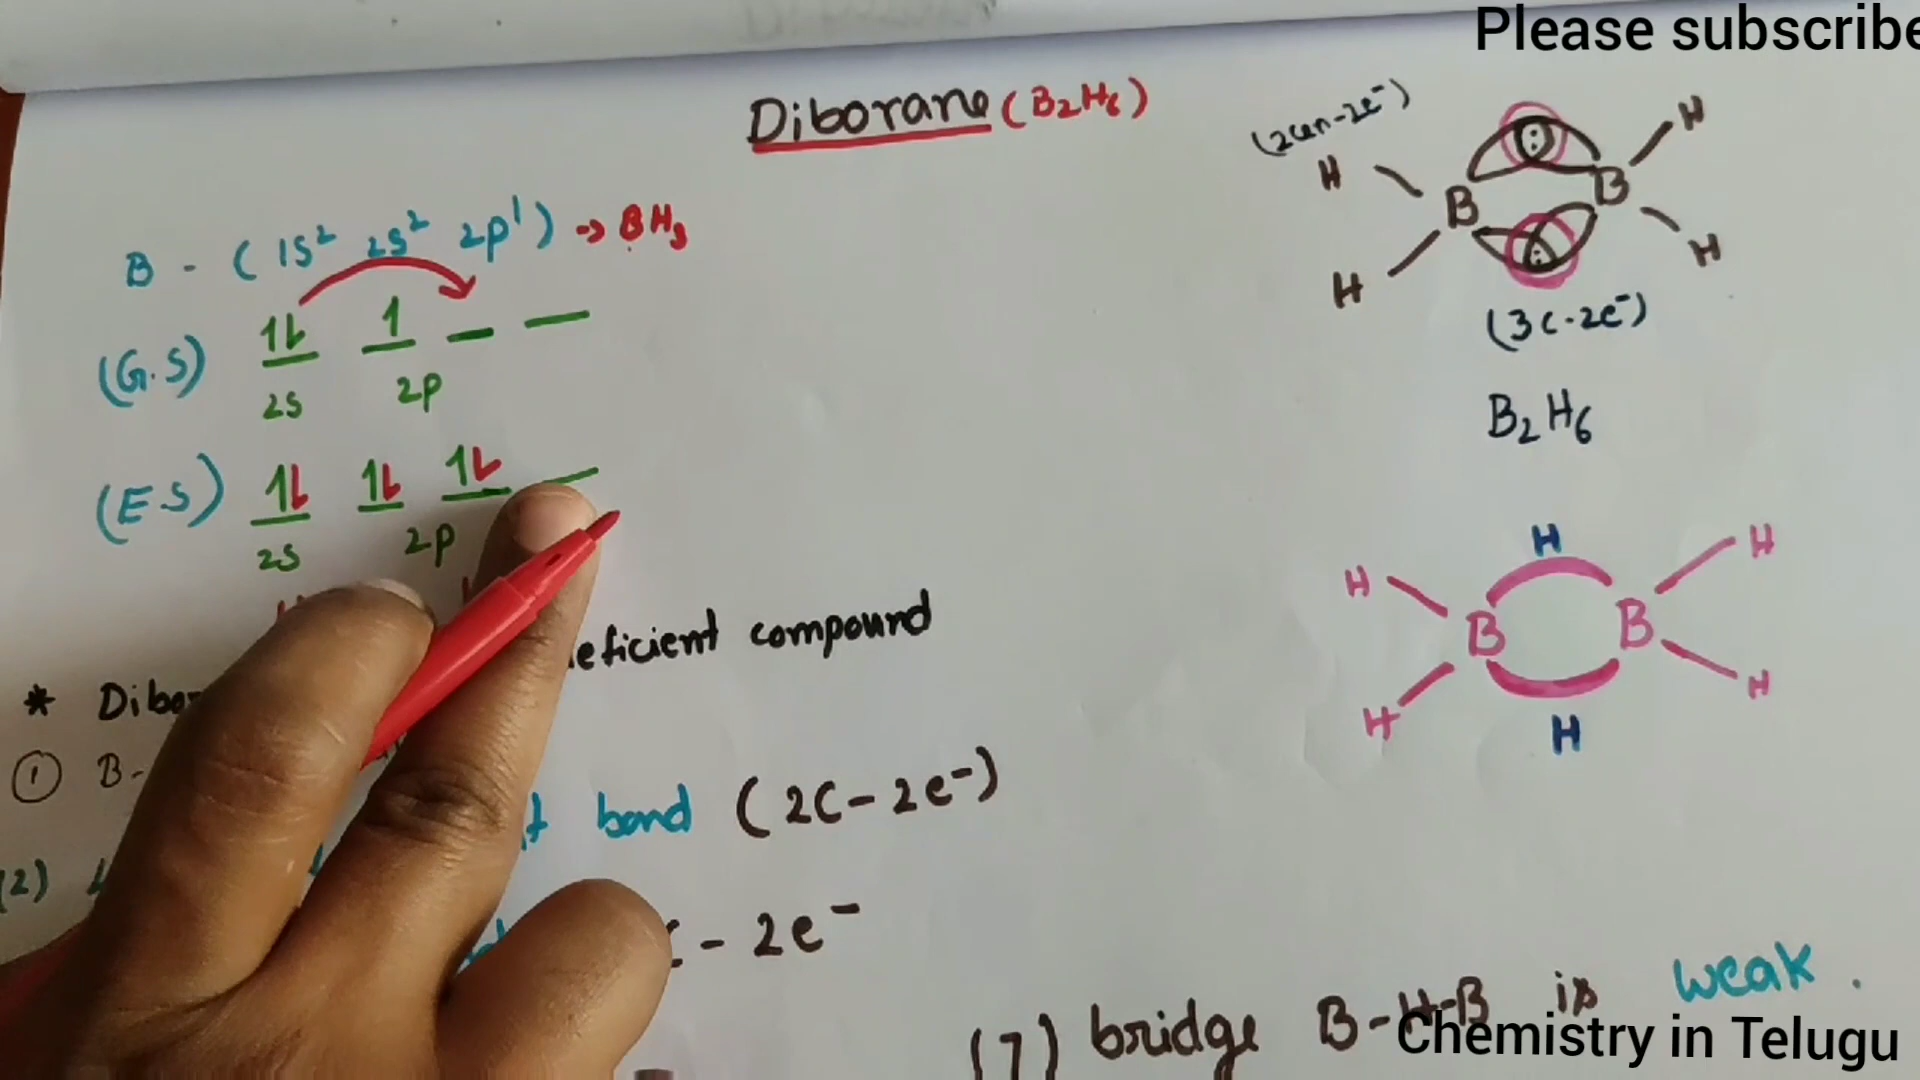 Please subscribe
Diborane (B2H6)
B - (1s² 2s² 2p¹) → BH3
(G.S) 1L 1
2s 2p
(E.S) 1L 1L 1L
2s 2p
* Dibo eficient compound
① B- bond (2C-2e⁻)
(2) - 2e⁻
(7) bridge B-H-B is weak.
(2cen-2e⁻)
H H
B B
H H
(3c-2e⁻)
B2H6
H
H H
B B
H H
H
Chemistry in Telugu